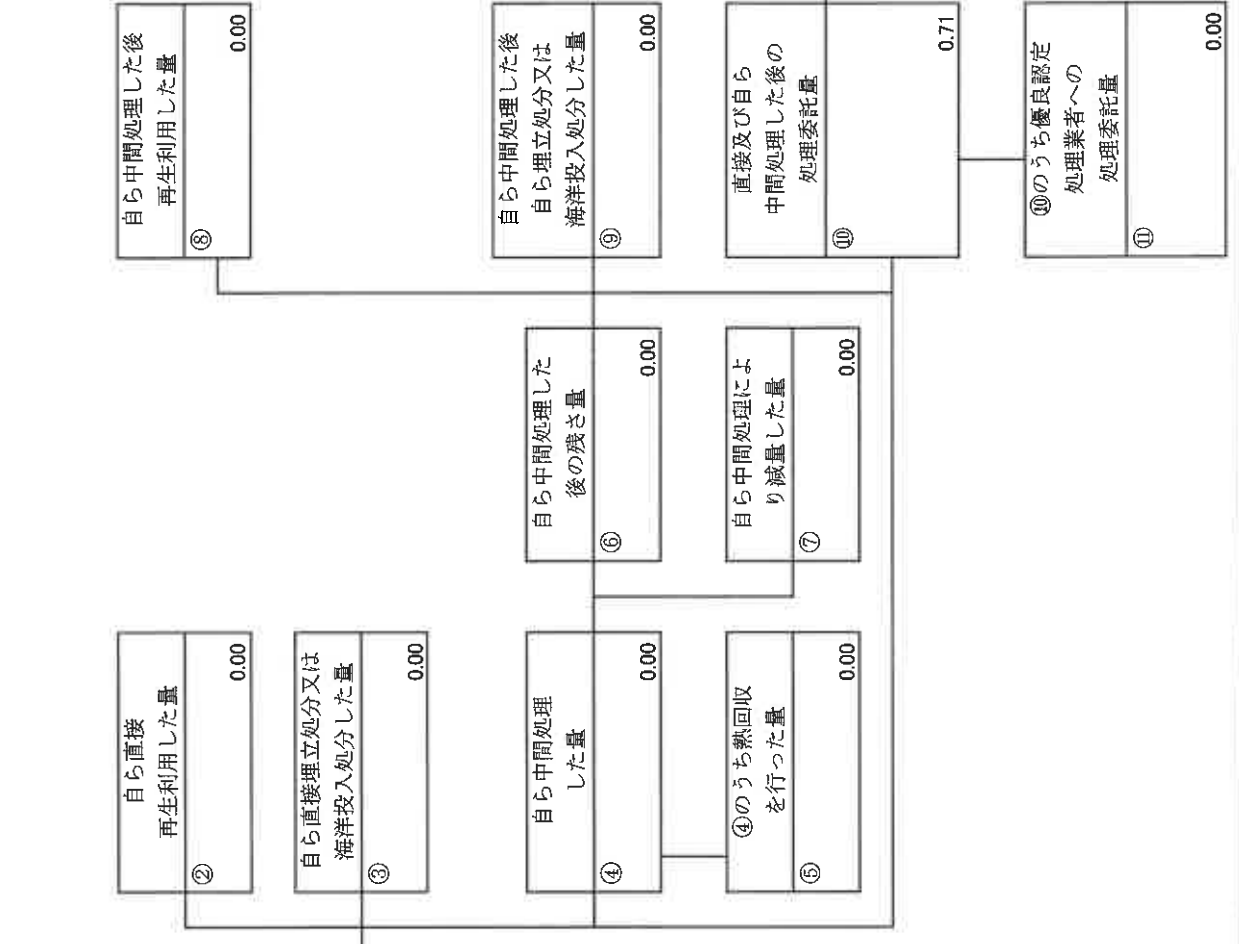 自ら直接
再生利用した量
②
0.00
自ら直接埋立処分又は
海洋投入処分した量
③
0.00
自ら中間処理
した量
④
0.00
④のうち熱回収
を行った量
⑤
0.00
自ら中間処理した
後の残さ量
⑥
0.00
自ら中間処理によ
り減量した量
⑦
0.00
自ら中間処理した後
再生利用した量
⑧
0.00
自ら中間処理した後
自ら埋立処分又は
海洋投入処分した量
⑨
0.00
直接及び自ら
中間処理した後の
処理委託量
⑩
0.71
⑩のうち優良認定
処理業者への
処理委託量
⑪
0.00